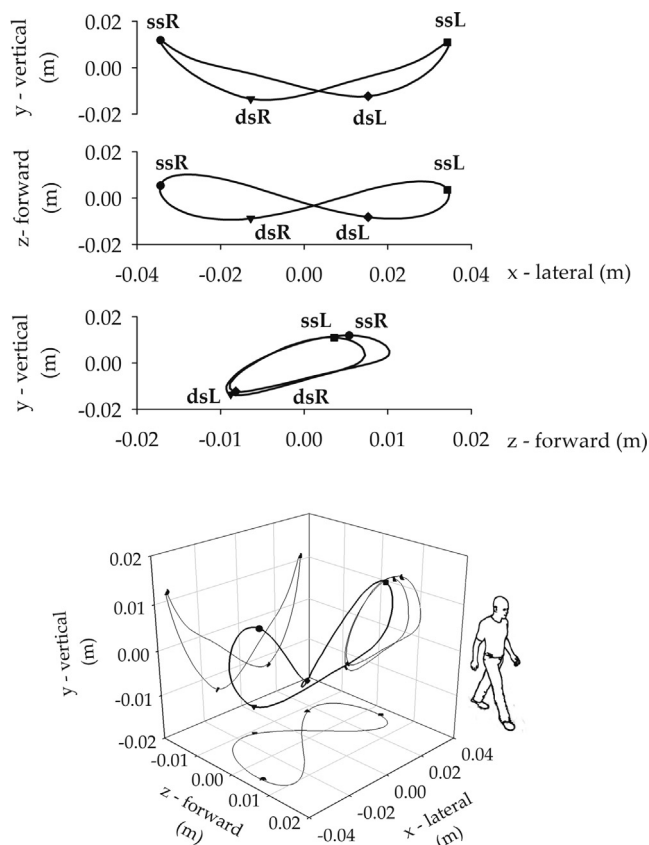 ssR
ssL
0.02
y - vertical
(m)
0.00
-0.02
dsR
dsL
ssR
ssL
0.02
z- forward
(m)
0.00
-0.02
dsR
dsL
-0.04
-0.02
0.00
0.02
0.04
x - lateral (m)
ssL
ssR
0.02
y - vertical
(m)
0.00
-0.02
dsL
dsR
-0.02
-0.01
0.00
0.01
0.02
z - forward (m)
0.02
0.01
0.00
-0.01
-0.02
y - vertical
(m)
-0.01
0.00
0.01
0.02
z - forward
(m)
-0.04
-0.02
0.00
0.02
0.04
x - lateral
(m)